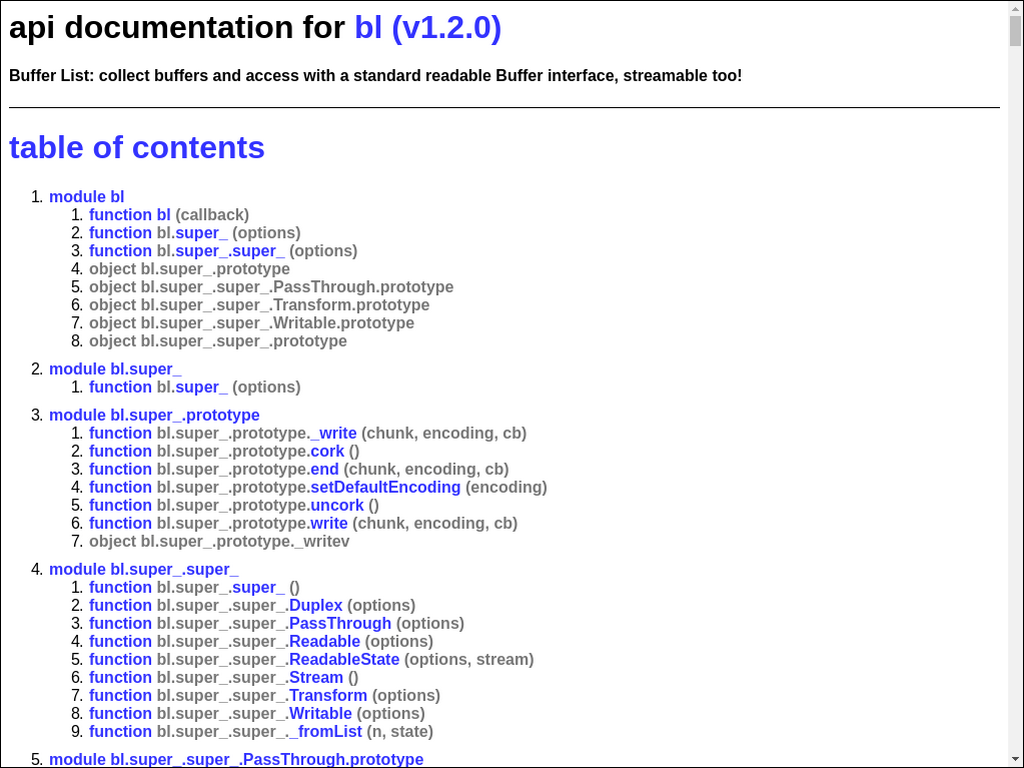 api documentation for bl (v1.2.0)
Buffer List: collect buffers and access with a standard readable Buffer interface, streamable too!
table of contents
1. module bl
1. function bl (callback)
2. function bl.super_ (options)
3. function bl.super_.super_ (options)
4. object bl.super_.prototype
5. object bl.super_.super_.PassThrough.prototype
6. object bl.super_.super_.Transform.prototype
7. object bl.super_.super_.Writable.prototype
8. object bl.super_.super_.prototype
2. module bl.super_
1. function bl.super_ (options)
3. module bl.super_.prototype
1. function bl.super_.prototype._write (chunk, encoding, cb)
2. function bl.super_.prototype.cork ()
3. function bl.super_.prototype.end (chunk, encoding, cb)
4. function bl.super_.prototype.setDefaultEncoding (encoding)
5. function bl.super_.prototype.uncork ()
6. function bl.super_.prototype.write (chunk, encoding, cb)
7. object bl.super_.prototype._writev
4. module bl.super_.super_
1. function bl.super_.super_ ()
2. function bl.super_.super_.Duplex (options)
3. function bl.super_.super_.PassThrough (options)
4. function bl.super_.super_.Readable (options)
5. function bl.super_.super_.ReadableState (options, stream)
6. function bl.super_.super_.Stream ()
7. function bl.super_.super_.Transform (options)
8. function bl.super_.super_.Writable (options)
9. function bl.super_.super_._fromList (n, state)
5. module bl.super_.super_.PassThrough.prototype